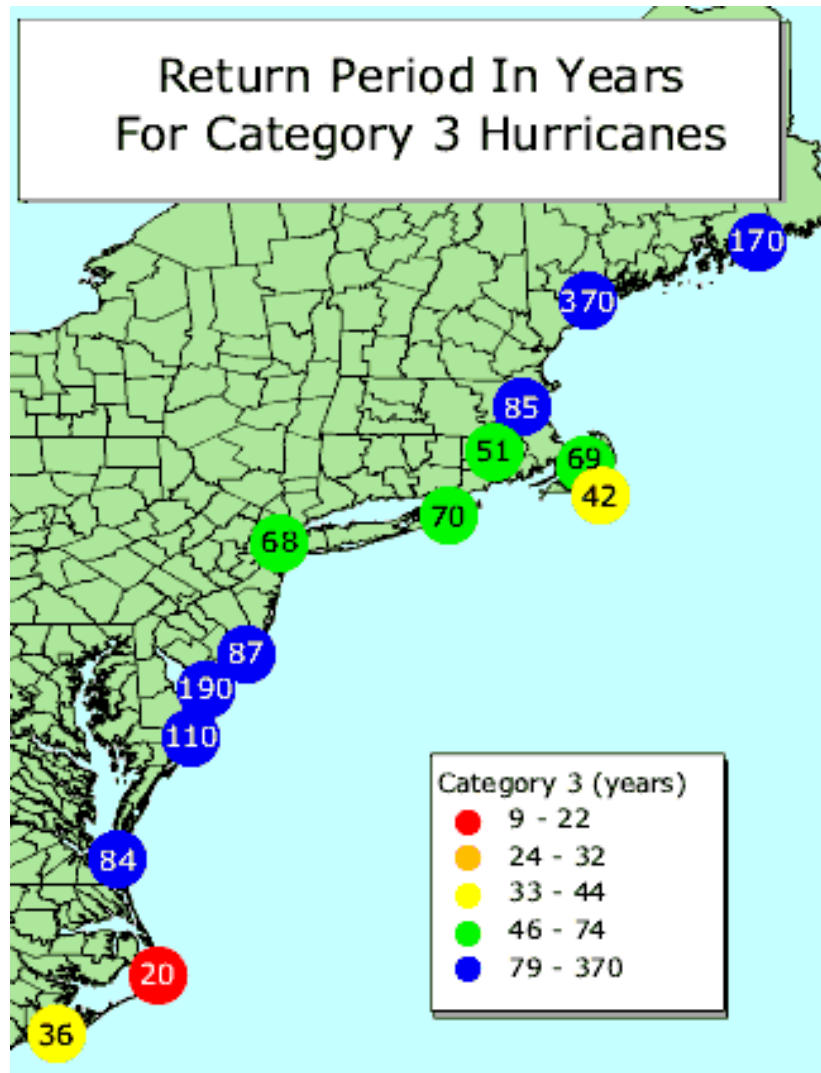 Return Period In Years
For Category 3 Hurricanes
170
370
85
51
69
42
70
68
87
190
110
84
20
36
Category 3 (years)
9 - 22
24 - 32
33 - 44
46 - 74
79 - 370